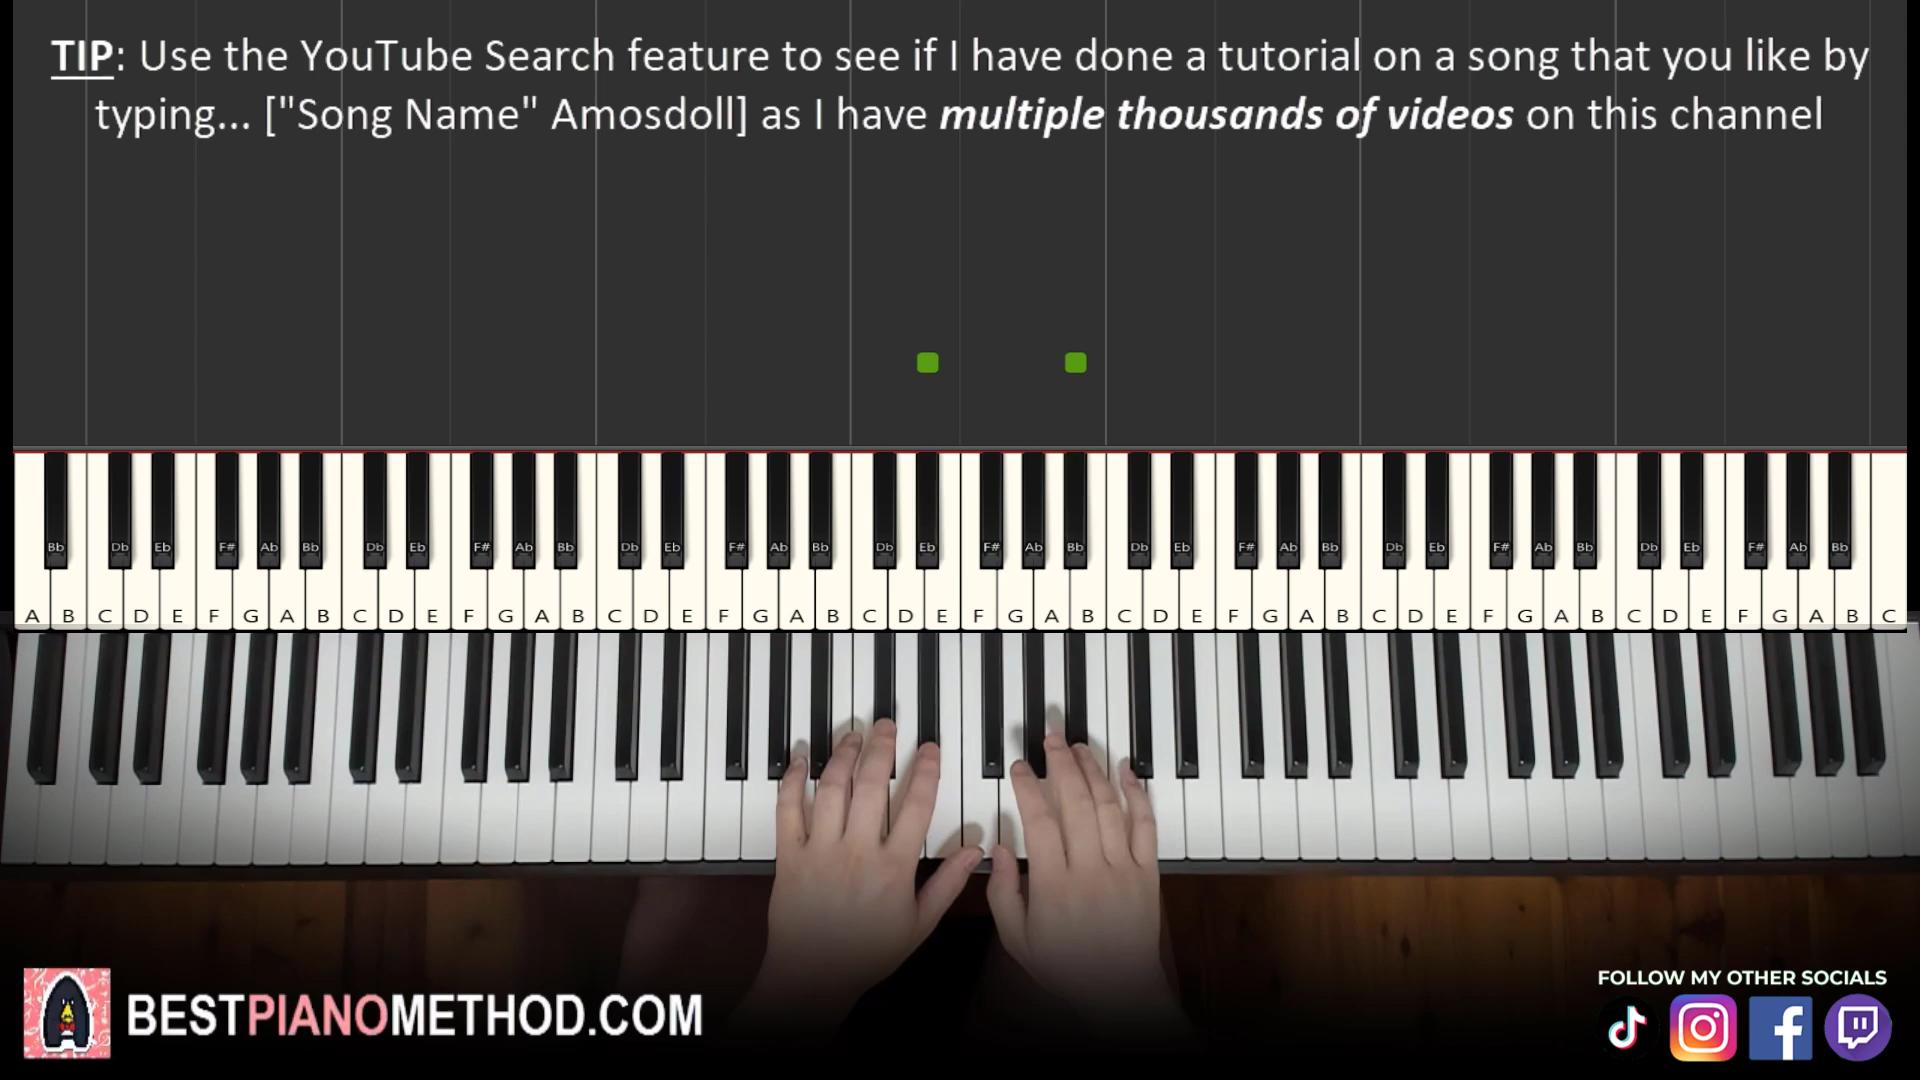 TIP: Use the YouTube Search feature to see if I have done a tutorial on a song that you like by
typing... ["Song Name" Amosdoll] as I have multiple thousands of videos on this channel
Bb Db Eb F# Ab Bb Db Eb F# Ab Bb Db Eb F# Ab Bb Db Eb F# Ab Bb Db Eb F# Ab Bb Db Eb F# Ab Bb Db Eb F# Ab Bb
A B C D E F G A B C D E F G A B C D E F G A B C D E F G A B C D E F G A B C D E F G A B C D E F G A B C
FOLLOW MY OTHER SOCIALS
BESTPIANOMETHOD.COM